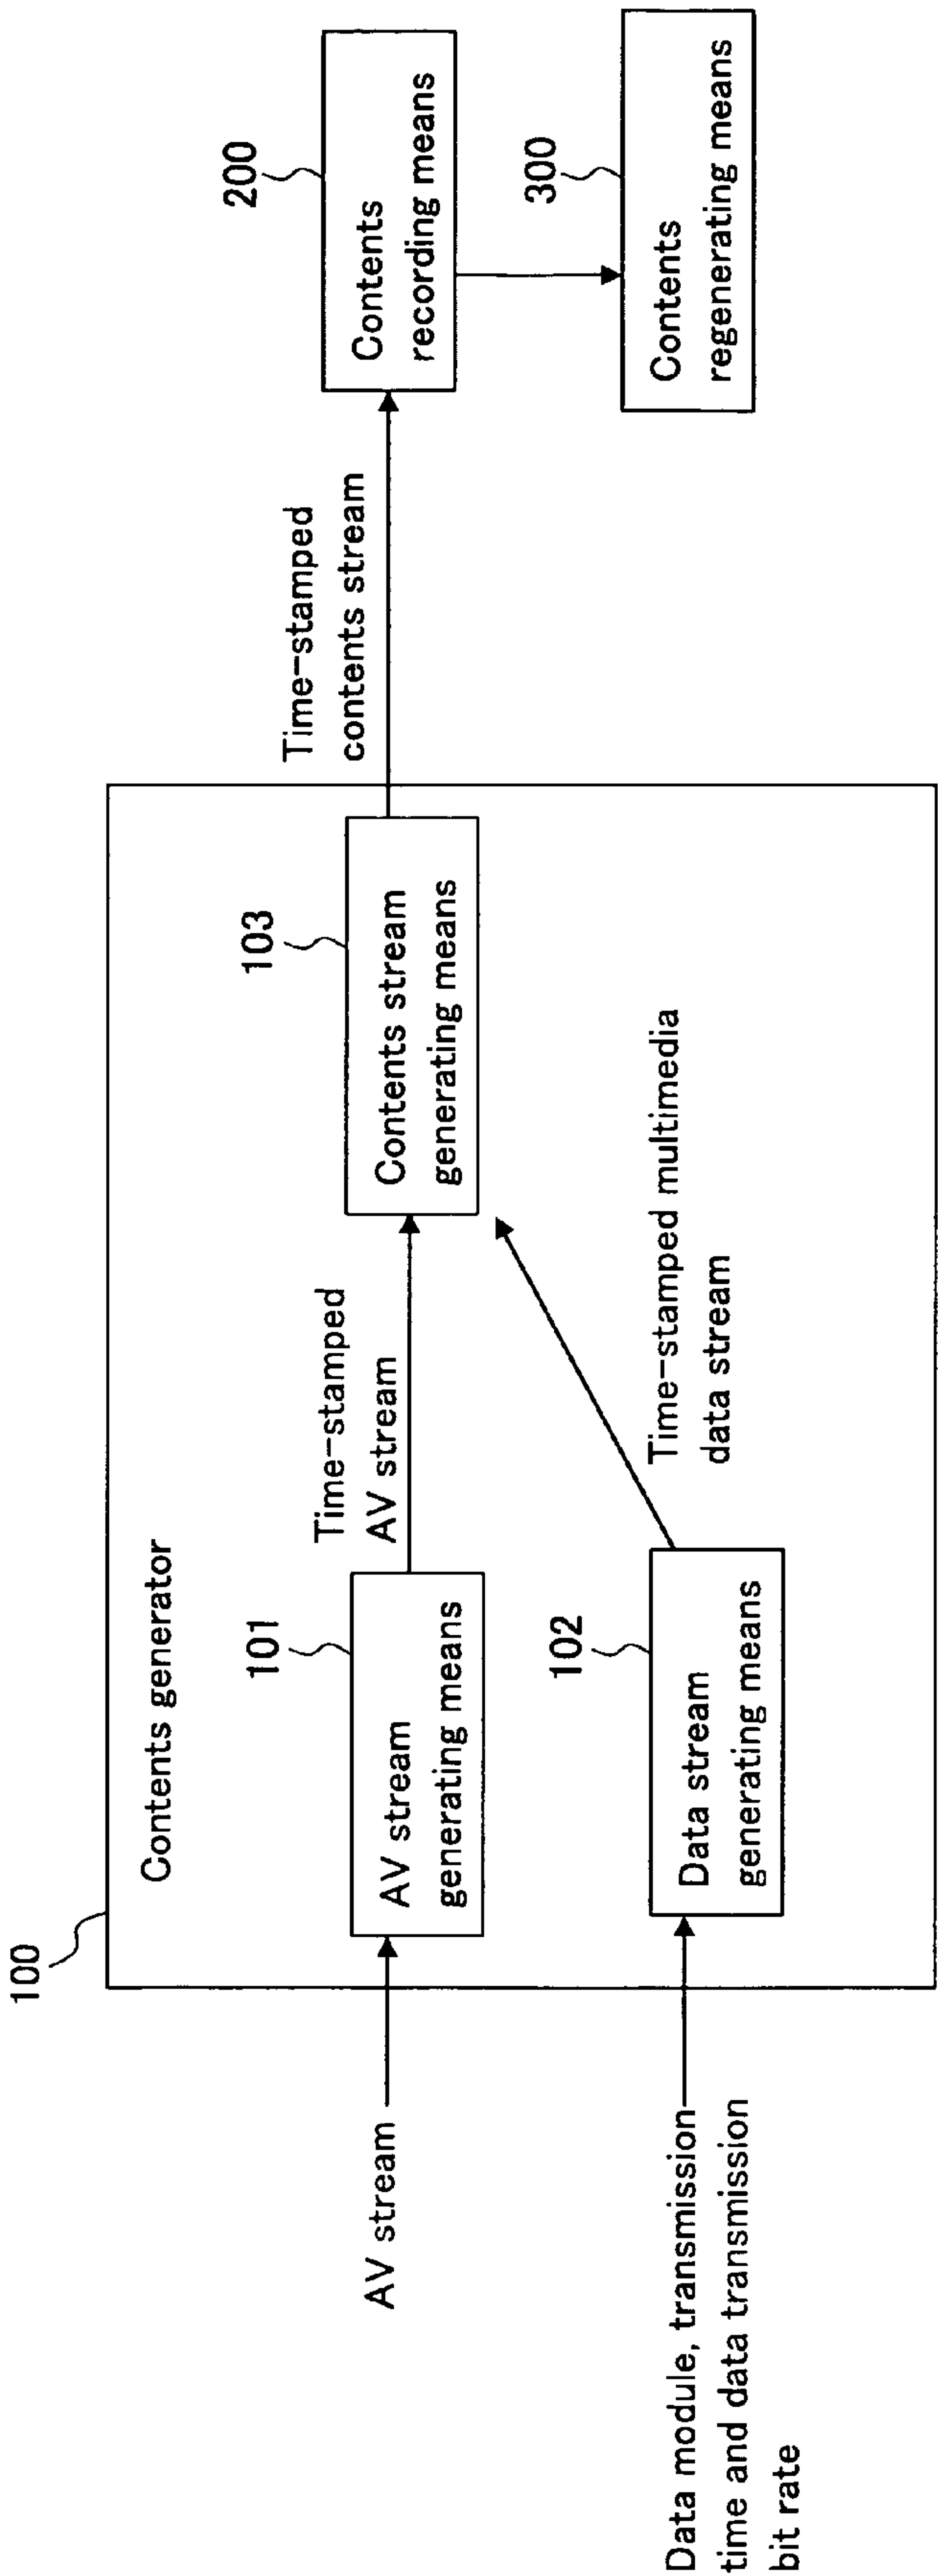 100
Contents generator
AV stream
101
AV stream
generating means
Time-stamped
AV stream
Data module, transmission
time and data transmission
bit rate
102
Data stream
generating means
Time-stamped multimedia
data stream
103
Contents stream
generating means
Time-stamped
contents stream
200
Contents
recording means
300
Contents
regenerating means